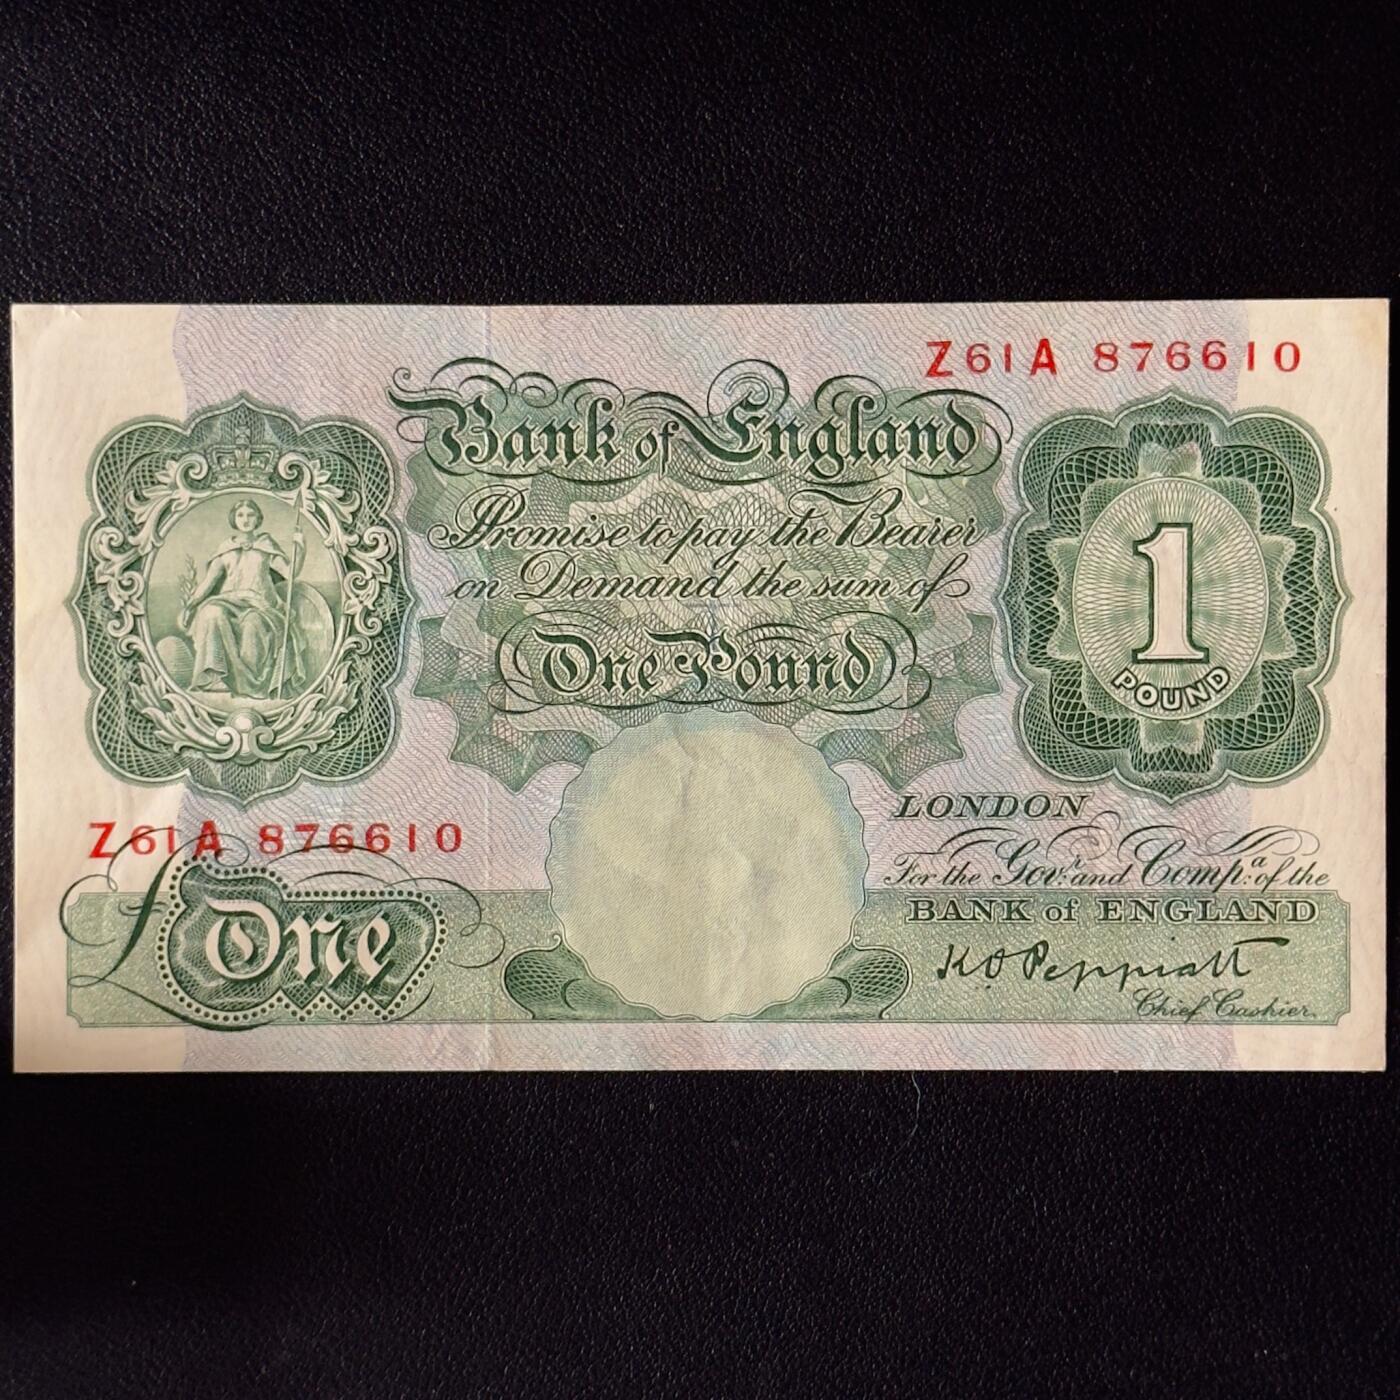 Z61A 876610
Bank of England
Promise to pay the Bearer
on Demand the sum of
One Pound
1
POUND
Z61A 876610
£One
LONDON
For the Govr. and Compa. of the
BANK of ENGLAND
K O Peppiatt
Chief Cashier.